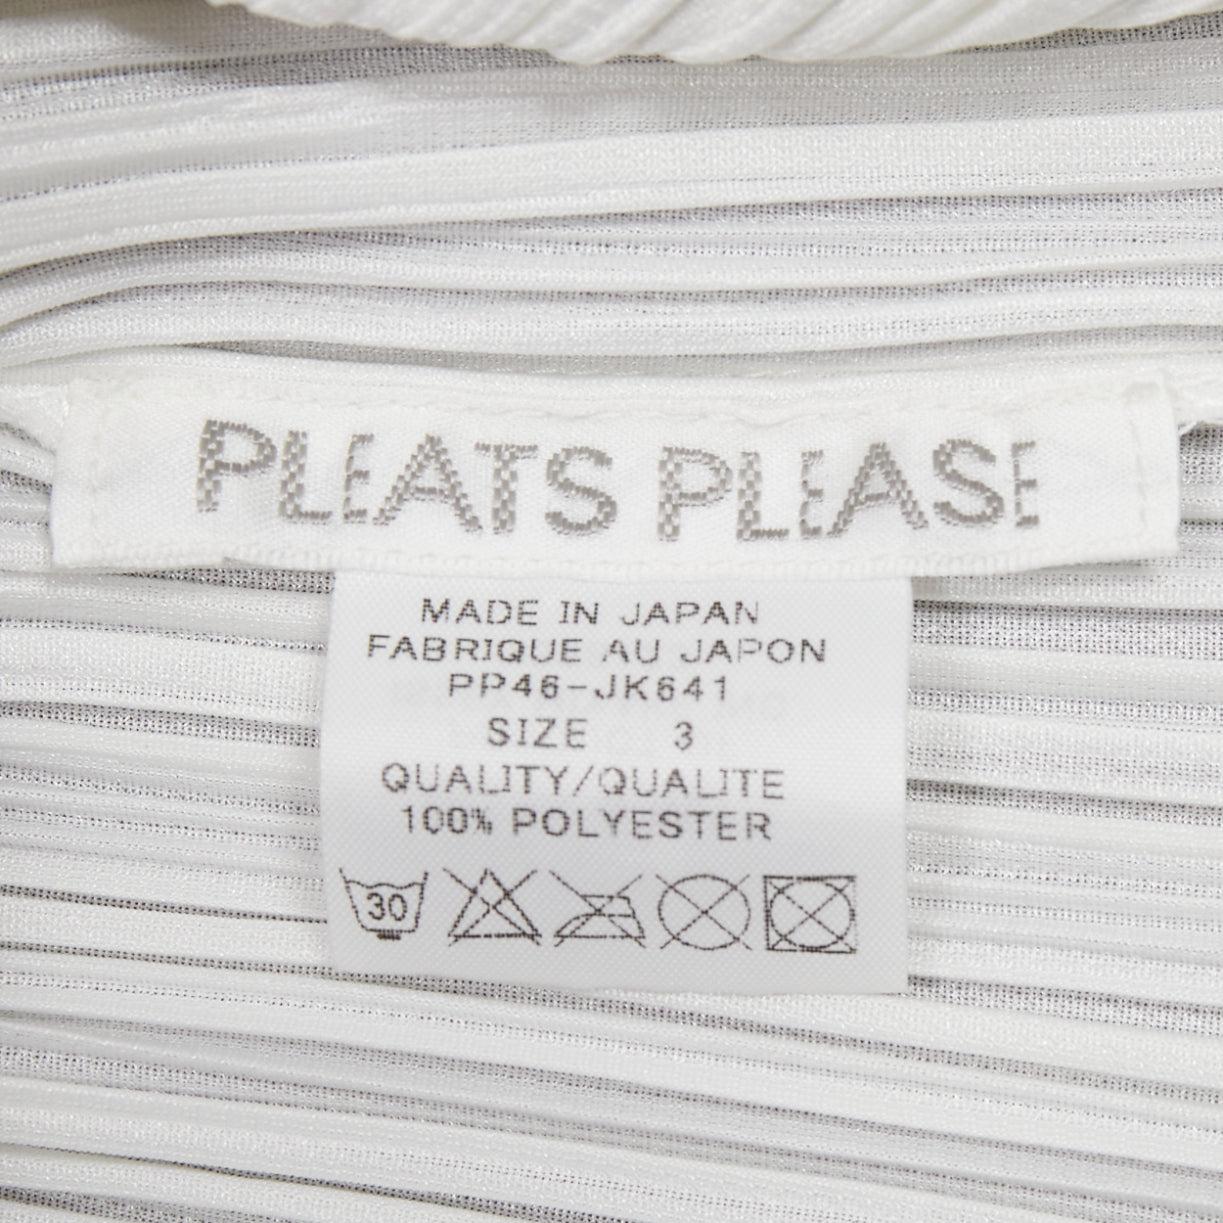 PLEATS PLEASE
MADE IN JAPAN
FABRIQUE AU JAPON
PP46-JK641
SIZE 3
QUALITY/QUALITE
100% POLYESTER
30